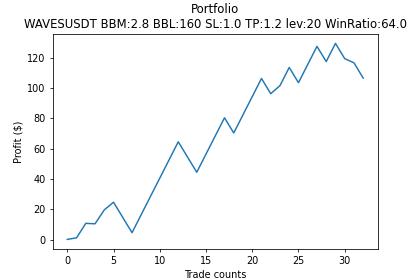 Portfolio
WAVESUSDT BBM:2.8 BBL:160 SL:1.0 TP:1.2 lev:20 WinRatio:64.0
120
100
80
60
40
20
0
Profit ($)
0 5 10 15 20 25 30
Trade counts